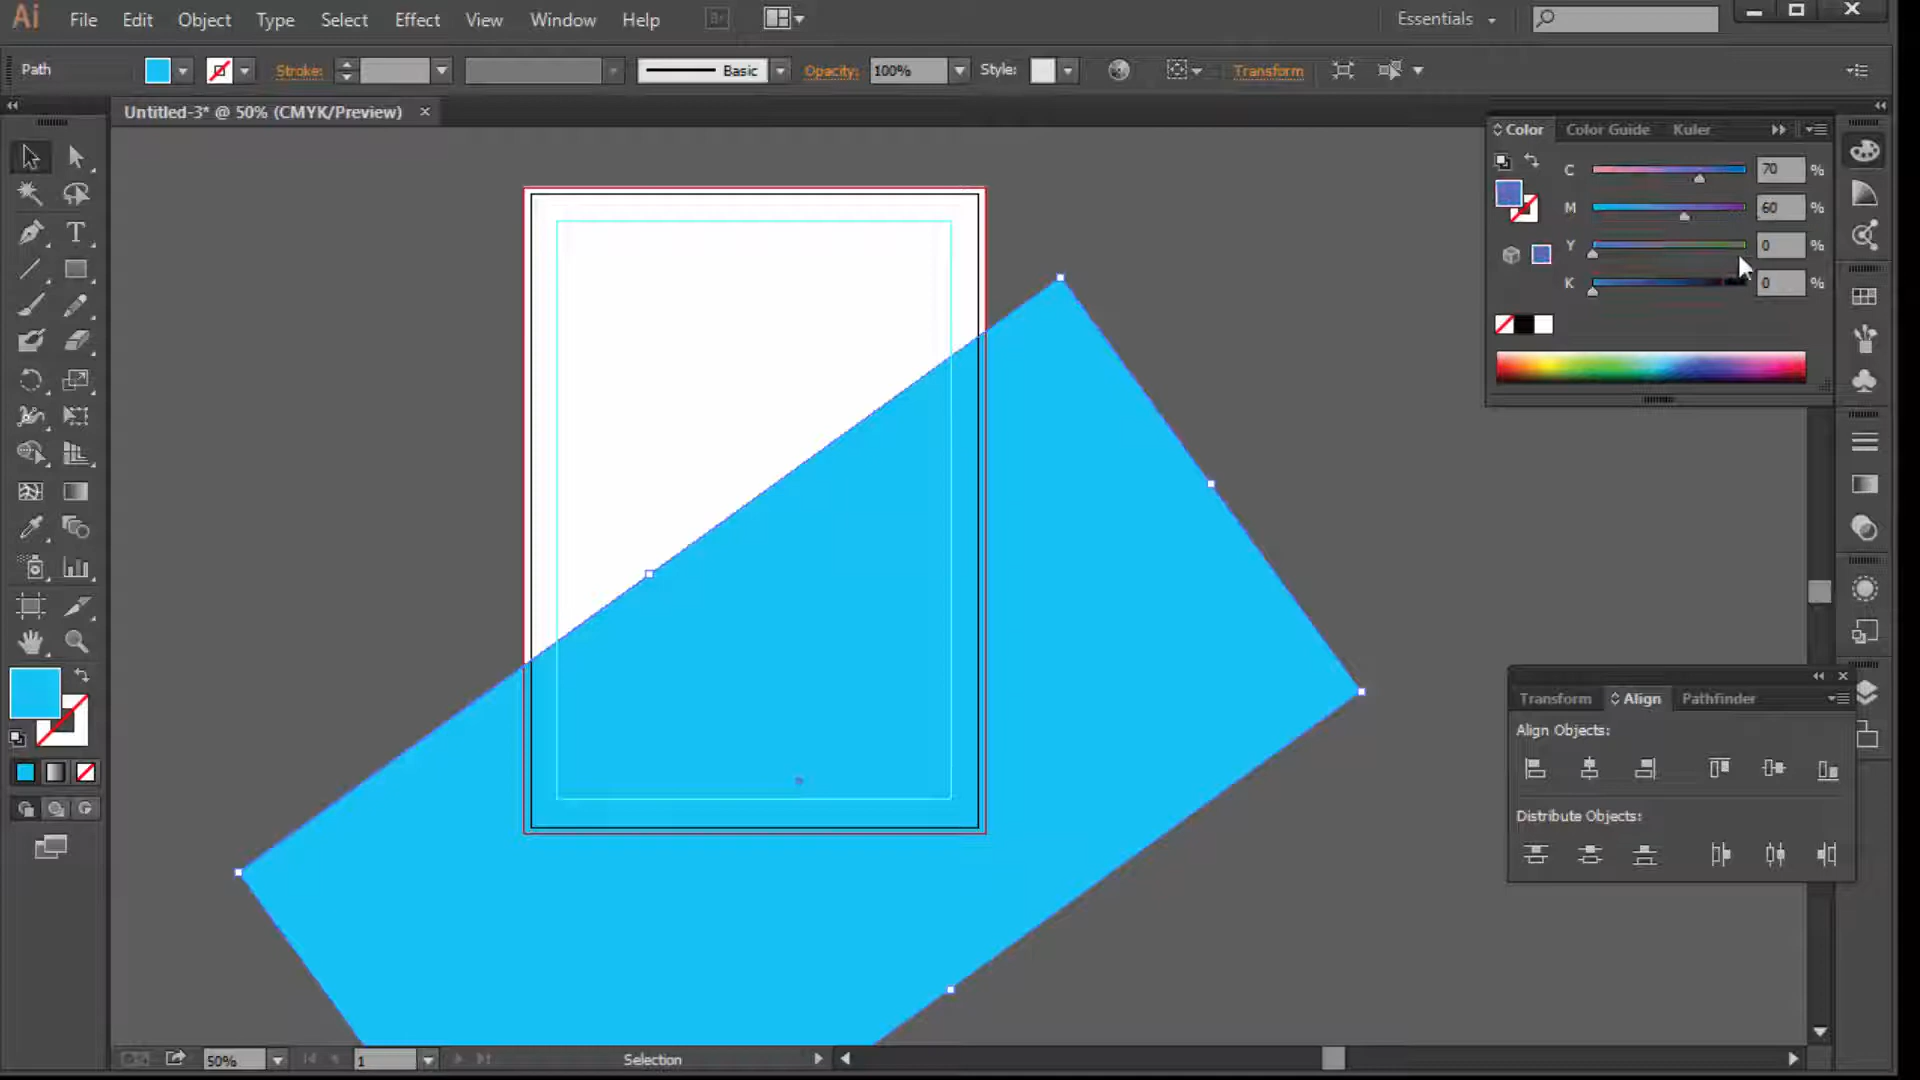 Ai File Edit Object Type Select Effect View Window Help Br Essentials
Path Stroke: Basic Opacity: 100% Style: Transform
Untitled-3* @ 50% (CMYK/Preview) ×
Color Color Guide Kuler
C 70 %
M 60 %
Y 0 %
K 0 %
T
Transform Align Pathfinder
Align Objects:
Distribute Objects:
50% 1 Selection